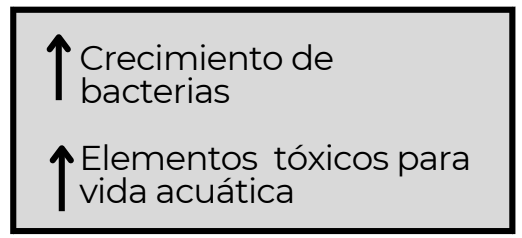 Crecimiento de
bacterias
Elementos tóxicos para
vida acuática